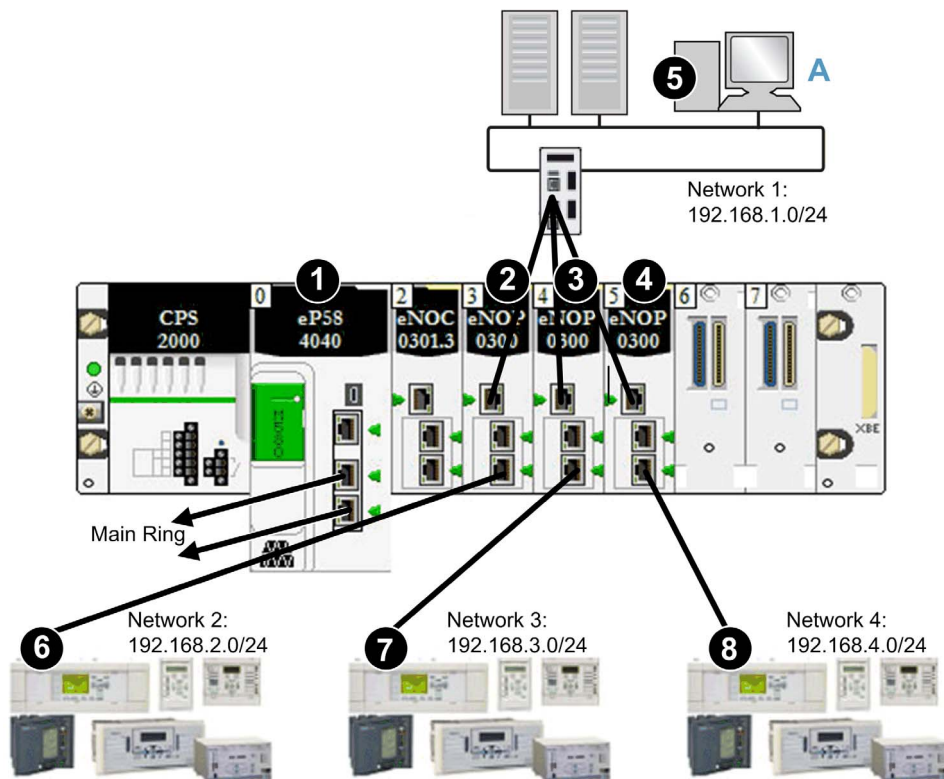 5
A
Network 1:
192.168.1.0/24
1
2
3
4
0
2
3
4
5
6
7
CPS
2000
eP58
4040
eNOC
0301.3
eNOP
0300
eNOP
0300
eNOP
0300
XBE
Main Ring
6
Network 2:
192.168.2.0/24
7
Network 3:
192.168.3.0/24
8
Network 4:
192.168.4.0/24